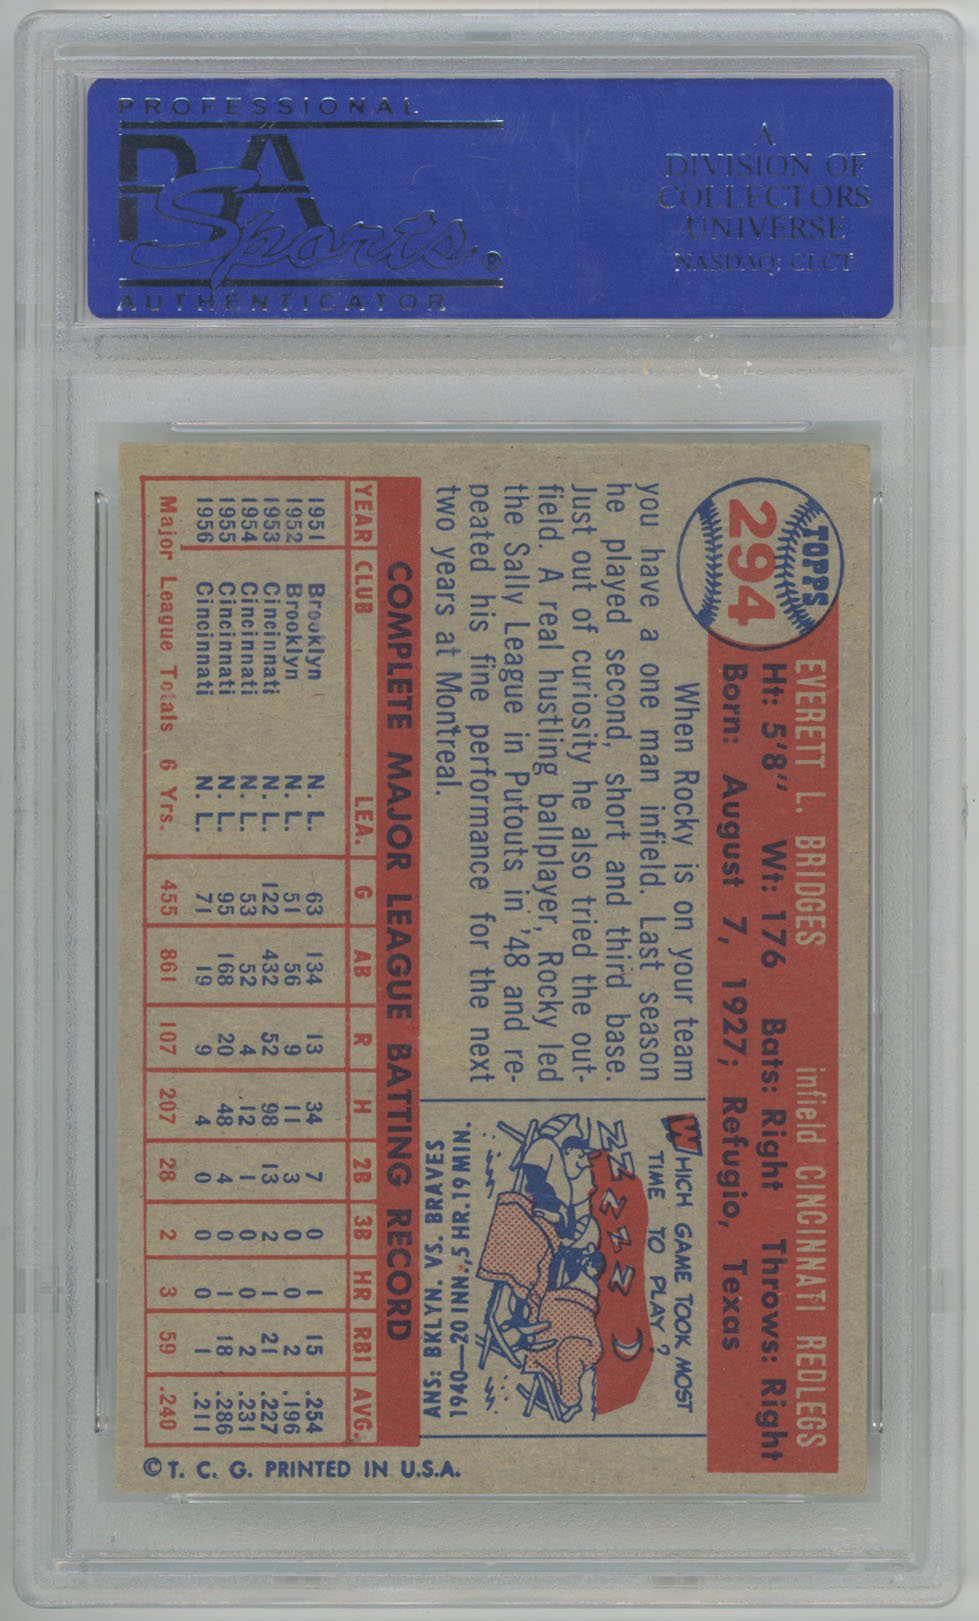 PROFESSIONAL
PSA
Sports®
AUTHENTICATOR
A
DIVISION OF
COLLECTORS
UNIVERSE
NASDAQ: CLCT
TOPPS
294
EVERETT L. BRIDGES infield CINCINNATI REDLEGS
Ht: 5'8" Wt: 176 Bats: Right Throws: Right
Born: August 7, 1927; Refugio, Texas
When Rocky is on your team
you have a one man infield. Last season
he played second, short and third base.
Just out of curiosity he also tried the out-
field. A real hustling ballplayer, Rocky led
the Sally League in Putouts in '48 and re-
peated his fine performance for the next
two years at Montreal.
WHICH GAME TOOK MOST
TIME TO PLAY?
ZZZZZZ
ANS: BKLYN. VS. BRAVES
1940—20 INN., 5 HR. 19 MIN.
COMPLETE MAJOR LEAGUE BATTING RECORD
YEAR CLUB LEA. G AB R H 2B 3B HR RBI AVG.
1951 Brooklyn N. L. 63 134 13 34 7 0 1 15 .254
1952 Brooklyn N. L. 51 56 9 11 3 0 0 2 .196
1953 Cincinnati N. L. 122 432 52 98 13 2 1 21 .227
1954 Cincinnati N. L. 53 52 4 12 1 0 0 2 .231
1955 Cincinnati N. L. 95 168 20 48 4 0 1 18 .286
1956 Cincinnati N. L. 71 19 9 4 0 0 0 1 .211
Major League Totals 6 Yrs. 455 861 107 207 28 2 3 59 .240
© T. C. G. PRINTED IN U.S.A.